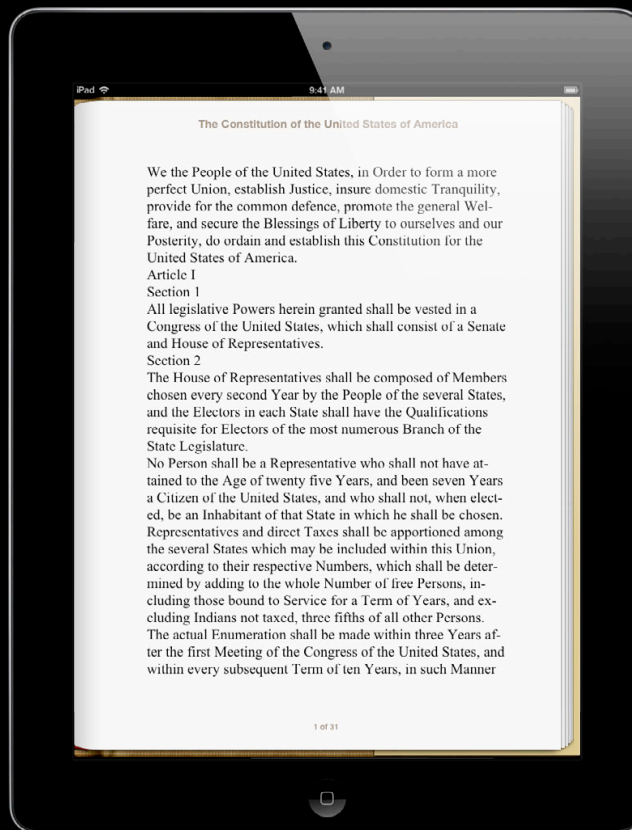 iPad
9:41 AM
The Constitution of the United States of America
We the People of the United States, in Order to form a more
perfect Union, establish Justice, insure domestic Tranquility,
provide for the common defence, promote the general Wel-
fare, and secure the Blessings of Liberty to ourselves and our
Posterity, do ordain and establish this Constitution for the
United States of America.
Article I
Section 1
All legislative Powers herein granted shall be vested in a
Congress of the United States, which shall consist of a Senate
and House of Representatives.
Section 2
The House of Representatives shall be composed of Members
chosen every second Year by the People of the several States,
and the Electors in each State shall have the Qualifications
requisite for Electors of the most numerous Branch of the
State Legislature.
No Person shall be a Representative who shall not have at-
tained to the Age of twenty five Years, and been seven Years
a Citizen of the United States, and who shall not, when elect-
ed, be an Inhabitant of that State in which he shall be chosen.
Representatives and direct Taxes shall be apportioned among
the several States which may be included within this Union,
according to their respective Numbers, which shall be deter-
mined by adding to the whole Number of free Persons, in-
cluding those bound to Service for a Term of Years, and ex-
cluding Indians not taxed, three fifths of all other Persons.
The actual Enumeration shall be made within three Years af-
ter the first Meeting of the Congress of the United States, and
within every subsequent Term of ten Years, in such Manner
1 of 31